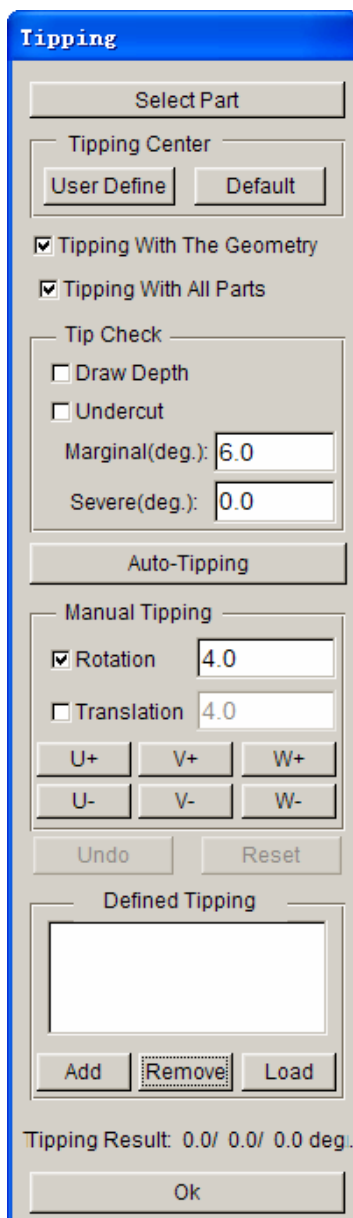 Tipping
Select Part
Tipping Center
User Define Default
Tipping With The Geometry
Tipping With All Parts
Tip Check
Draw Depth
Undercut
Marginal(deg.): 6.0
Severe(deg.): 0.0
Auto-Tipping
Manual Tipping
Rotation 4.0
Translation 4.0
U+ V+ W+
U- V- W-
Undo Reset
Defined Tipping
Add Remove Load
Tipping Result: 0.0/ 0.0/ 0.0 deg.
Ok